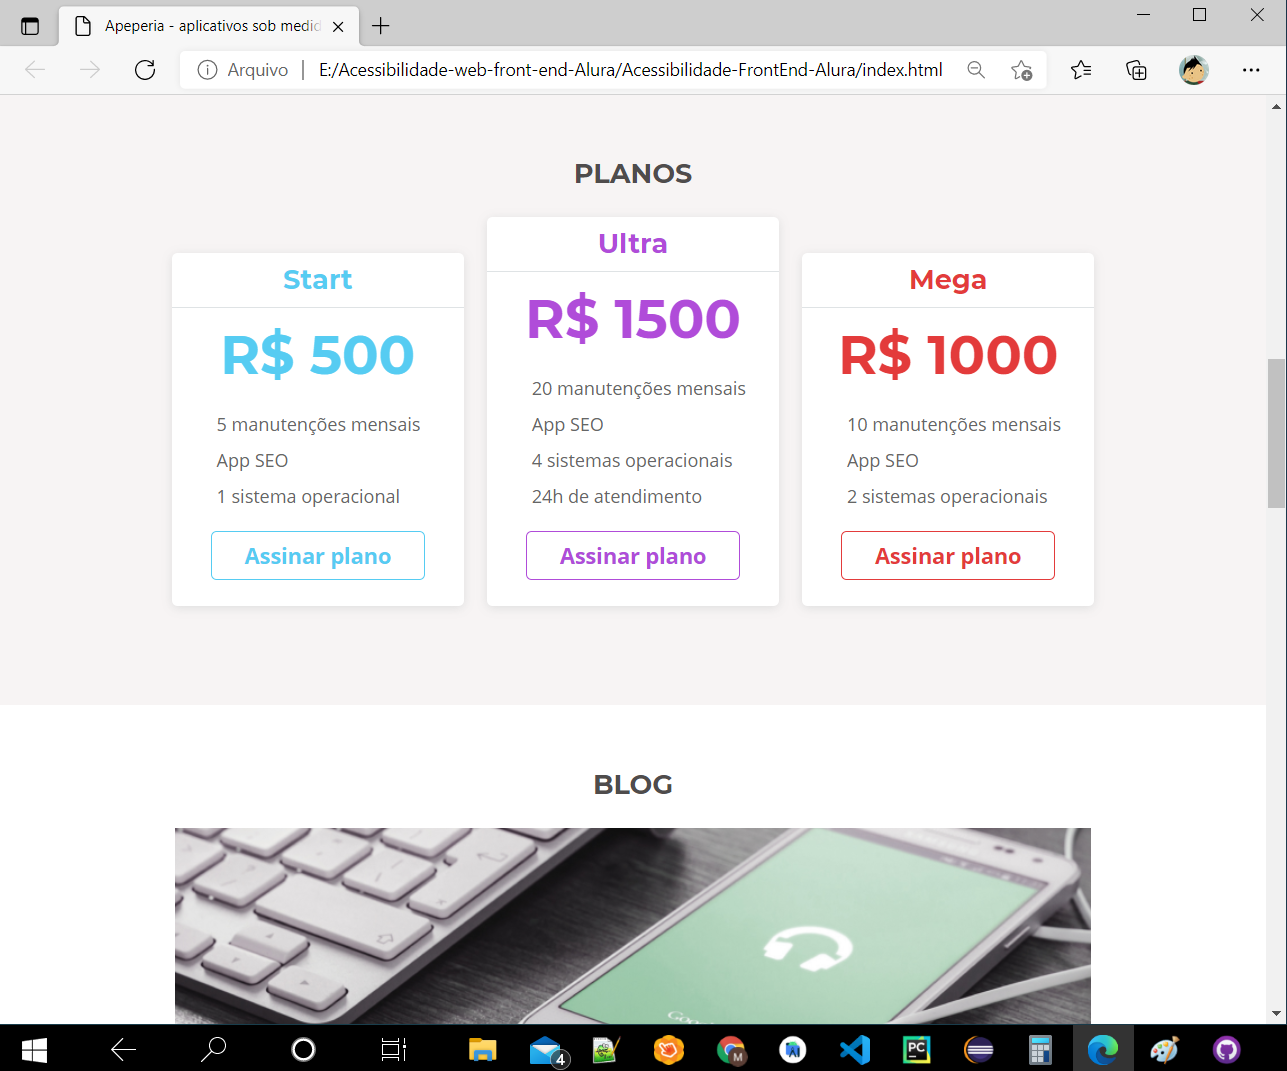 Apeperia - aplicativos sob medid
Arquivo
E:/Acessibilidade-web-front-end-Alura/Acessibilidade-FrontEnd-Alura/index.html
PLANOS
Start
R$ 500
5 manutenções mensais
App SEO
1 sistema operacional
Assinar plano
Ultra
R$ 1500
20 manutenções mensais
App SEO
4 sistemas operacionais
24h de atendimento
Assinar plano
Mega
R$ 1000
10 manutenções mensais
App SEO
2 sistemas operacionais
Assinar plano
BLOG
4
M
PC